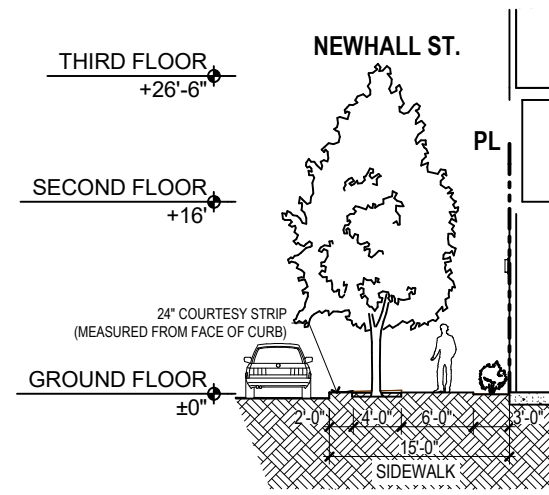 NEWHALL ST.
THIRD FLOOR
+26'-6"
PL
SECOND FLOOR
+16'
24" COURTESY STRIP
(MEASURED FROM FACE OF CURB)
GROUND FLOOR
±0"
2'-0" 4'-0" 6'-0" 3'-0"
15'-0"
SIDEWALK